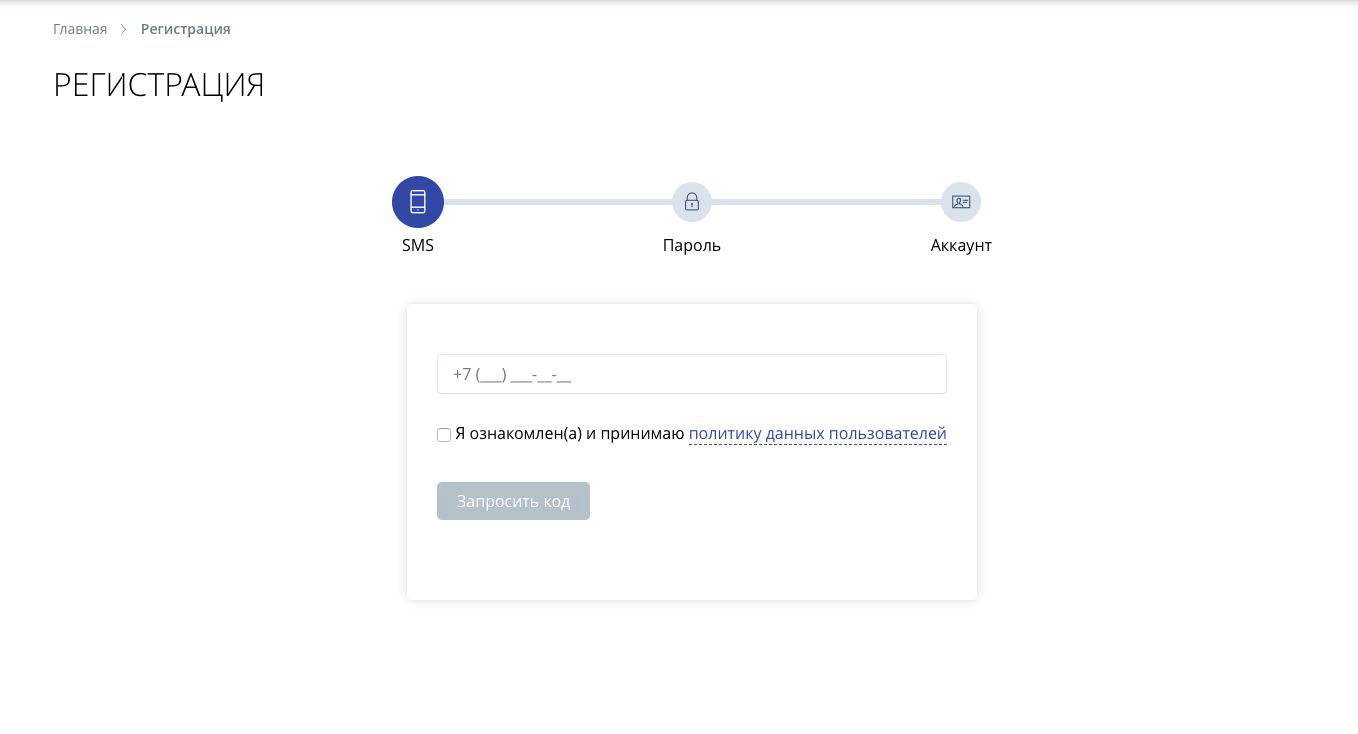 Главная > Регистрация
РЕГИСТРАЦИЯ
SMS Пароль Аккаунт
+7 (___) ___-__-__
Я ознакомлен(а) и принимаю политику данных пользователей
Запросить код